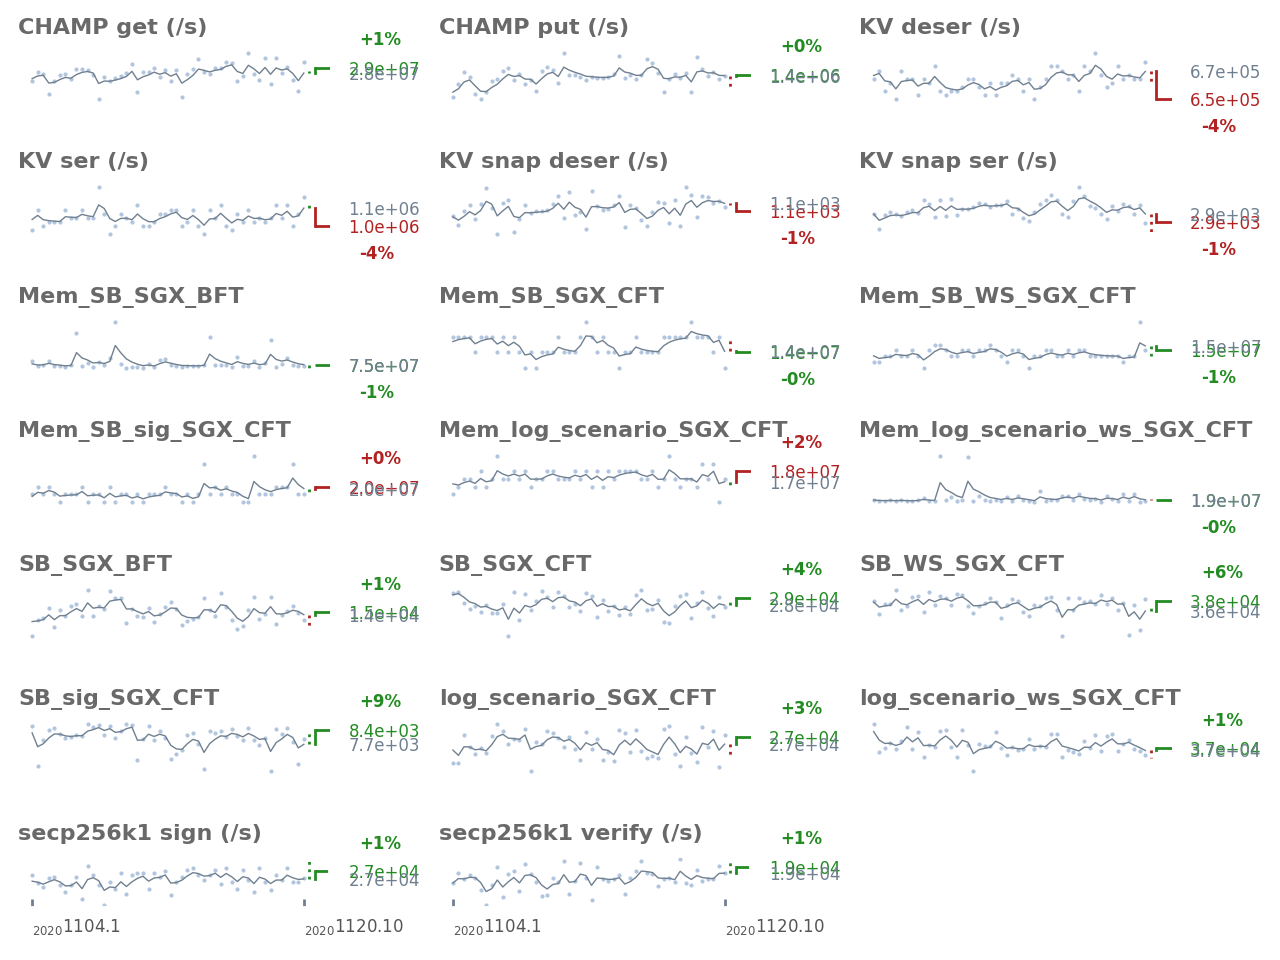 CHAMP get (/s)
+1%
2.9e+07
2.8e+07
CHAMP put (/s)
+0%
1.4e+06
1.4e+06
KV deser (/s)
6.7e+05
6.5e+05
-4%
KV ser (/s)
1.1e+06
1.0e+06
-4%
KV snap deser (/s)
1.1e+03
1.1e+03
-1%
KV snap ser (/s)
2.9e+03
2.9e+03
-1%
Mem_SB_SGX_BFT
7.5e+07
-1%
Mem_SB_SGX_CFT
1.4e+07
1.4e+07
-0%
Mem_SB_WS_SGX_CFT
1.5e+07
1.5e+07
-1%
Mem_SB_sig_SGX_CFT
+0%
2.0e+07
2.0e+07
Mem_log_scenario_SGX_CFT
+2%
1.8e+07
1.7e+07
Mem_log_scenario_ws_SGX_CFT
1.9e+07
-0%
SB_SGX_BFT
+1%
1.5e+04
1.4e+04
SB_SGX_CFT
+4%
2.9e+04
2.8e+04
SB_WS_SGX_CFT
+6%
3.8e+04
3.6e+04
SB_sig_SGX_CFT
+9%
8.4e+03
7.7e+03
log_scenario_SGX_CFT
+3%
2.7e+04
2.7e+04
log_scenario_ws_SGX_CFT
+1%
3.7e+04
3.7e+04
secp256k1 sign (/s)
+1%
2.7e+04
2.7e+04
20201104.1
20201120.10
secp256k1 verify (/s)
+1%
1.9e+04
1.9e+04
20201104.1
20201120.10